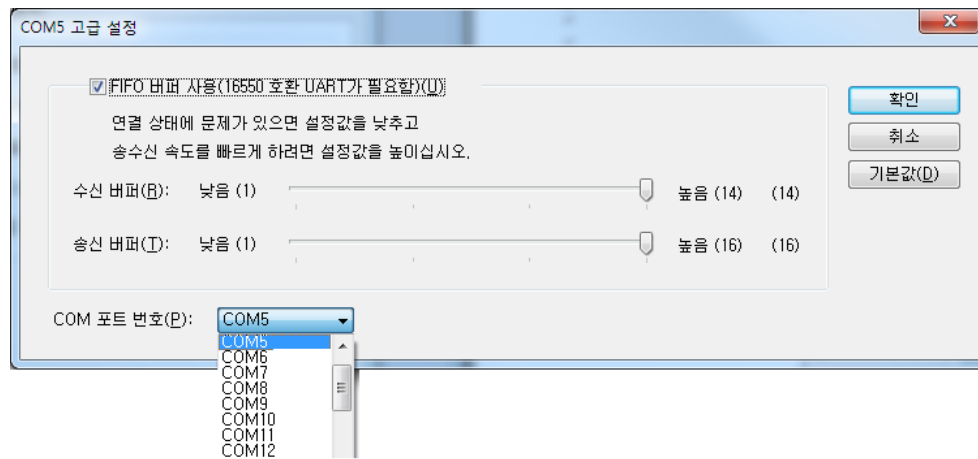 COM5 고급 설정
FIFO 버퍼 사용(16550 호환 UART가 필요함)(U)
연결 상태에 문제가 있으면 설정값을 낮추고
송수신 속도를 빠르게 하려면 설정값을 높이십시오.
수신 버퍼(R): 낮음 (1) 높음 (14) (14)
송신 버퍼(T): 낮음 (1) 높음 (16) (16)
확인
취소
기본값(D)
COM 포트 번호(P): COM5
COM5
COM6
COM7
COM8
COM9
COM10
COM11
COM12